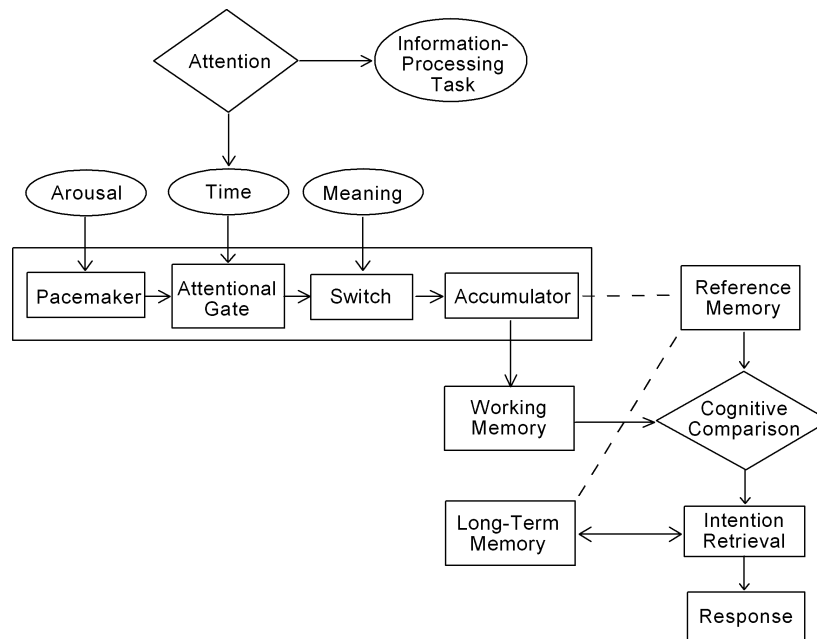 Attention
Information-
Processing
Task
Arousal
Time
Meaning
Pacemaker
Attentional
Gate
Switch
Accumulator
Reference
Memory
Working
Memory
Cognitive
Comparison
Long-Term
Memory
Intention
Retrieval
Response